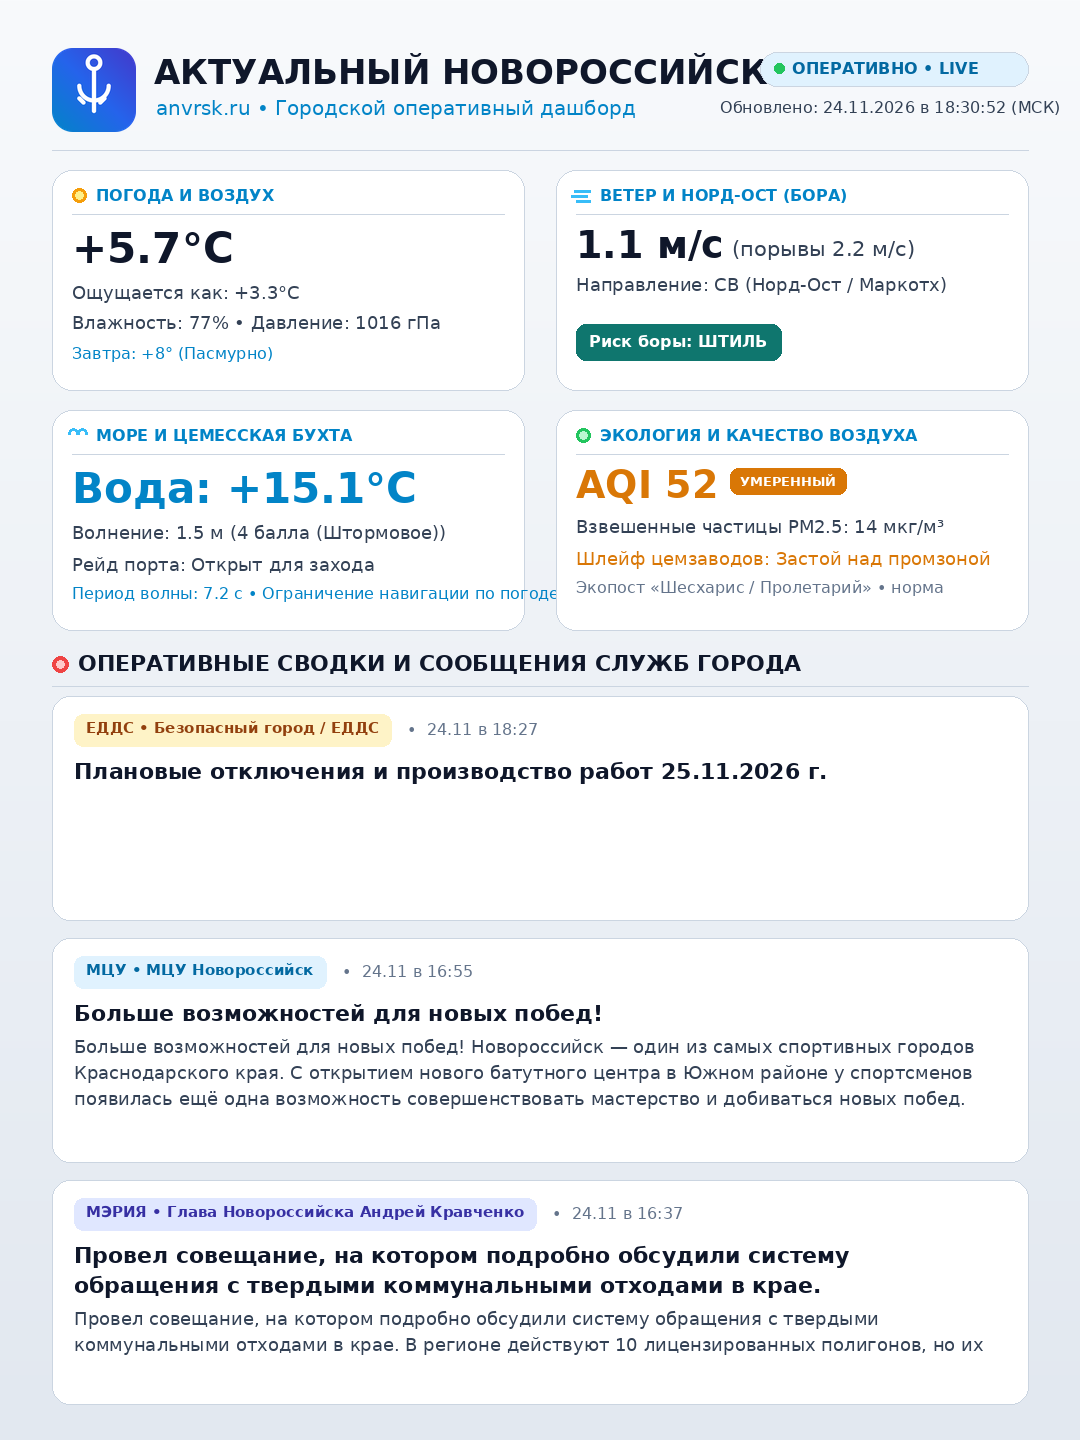 АКТУАЛЬНЫЙ НОВОРОССИЙСК
ОПЕРАТИВНО • LIVE
anvrsk.ru • Городской оперативный дашборд
Обновлено: 24.11.2026 в 18:30:52 (МСК)
ПОГОДА И ВОЗДУХ
+5.7°C
Ощущается как: +3.3°C
Влажность: 77% • Давление: 1016 гПа
Завтра: +8° (Пасмурно)
ВЕТЕР И НОРД-ОСТ (БОРА)
1.1 м/с (порывы 2.2 м/с)
Направление: СВ (Норд-Ост / Маркотх)
Риск боры: ШТИЛЬ
МОРЕ И ЦЕМЕССКАЯ БУХТА
Вода: +15.1°C
Волнение: 1.5 м (4 балла (Штормовое))
Рейд порта: Открыт для захода
Период волны: 7.2 с • Ограничение навигации по погоде
ЭКОЛОГИЯ И КАЧЕСТВО ВОЗДУХА
AQI 52 УМЕРЕННЫЙ
Взвешенные частицы PM2.5: 14 мкг/м³
Шлейф цемзаводов: Застой над промзоной
Экопост «Шесхарис / Пролетарий» • норма
ОПЕРАТИВНЫЕ СВОДКИ И СООБЩЕНИЯ СЛУЖБ ГОРОДА
ЕДДС • Безопасный город / ЕДДС • 24.11 в 18:27
Плановые отключения и производство работ 25.11.2026 г.
МЦУ • МЦУ Новороссийск • 24.11 в 16:55
Больше возможностей для новых побед!
Больше возможностей для новых побед! Новороссийск — один из самых спортивных городов
Краснодарского края. С открытием нового батутного центра в Южном районе у спортсменов
появилась ещё одна возможность совершенствовать мастерство и добиваться новых побед.
МЭРИЯ • Глава Новороссийска Андрей Кравченко • 24.11 в 16:37
Провел совещание, на котором подробно обсудили систему
обращения с твердыми коммунальными отходами в крае.
Провел совещание, на котором подробно обсудили систему обращения с твердыми
коммунальными отходами в крае. В регионе действуют 10 лицензированных полигонов, но их